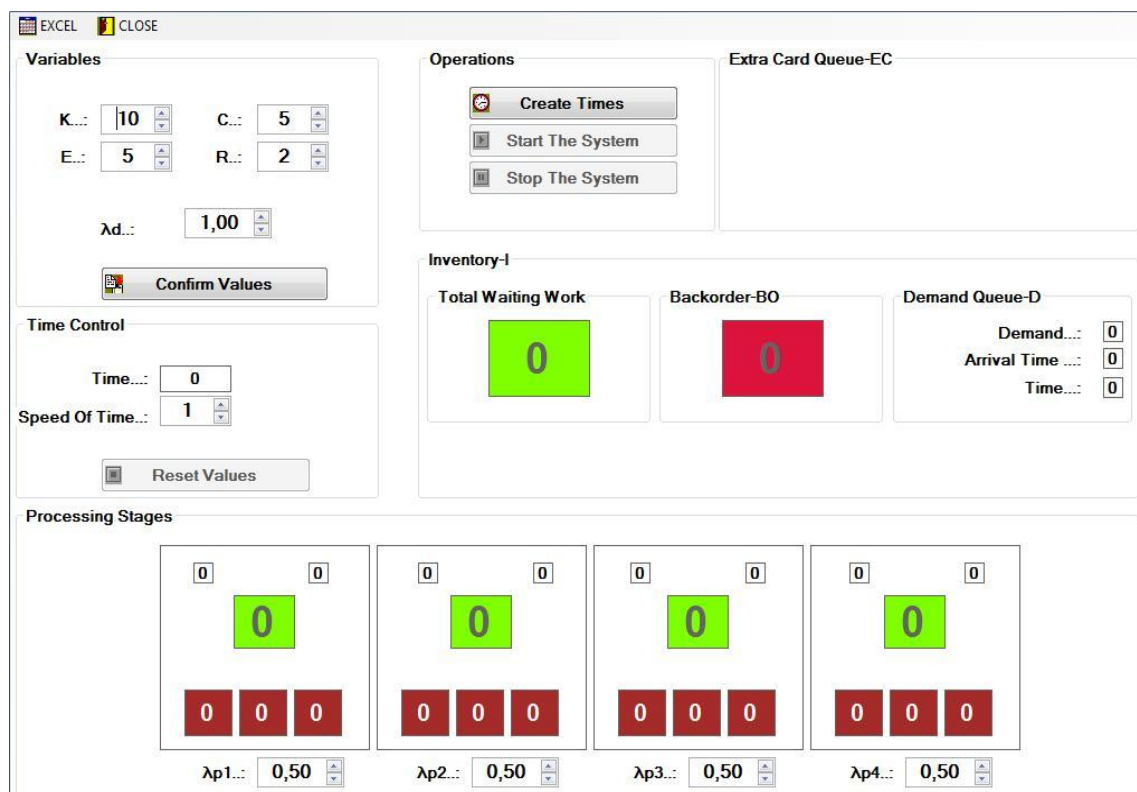 EXCEL CLOSE
Variables
K...: 10 C...: 5
E...: 5 R...: 2
λd...: 1,00
Confirm Values
Time Control
Time...: 0
Speed Of Time..: 1
Reset Values
Operations
Create Times
Start The System
Stop The System
Extra Card Queue-EC
Inventory-I
Total Waiting Work
0
Backorder-BO
0
Demand Queue-D
Demand...: 0
Arrival Time ...: 0
Time...: 0
Processing Stages
0 0 0 0 0 0 0 0
0 0 0 0
0 0 0 0 0 0 0 0 0 0 0 0
λp1..: 0,50 λp2..: 0,50 λp3..: 0,50 λp4..: 0,50